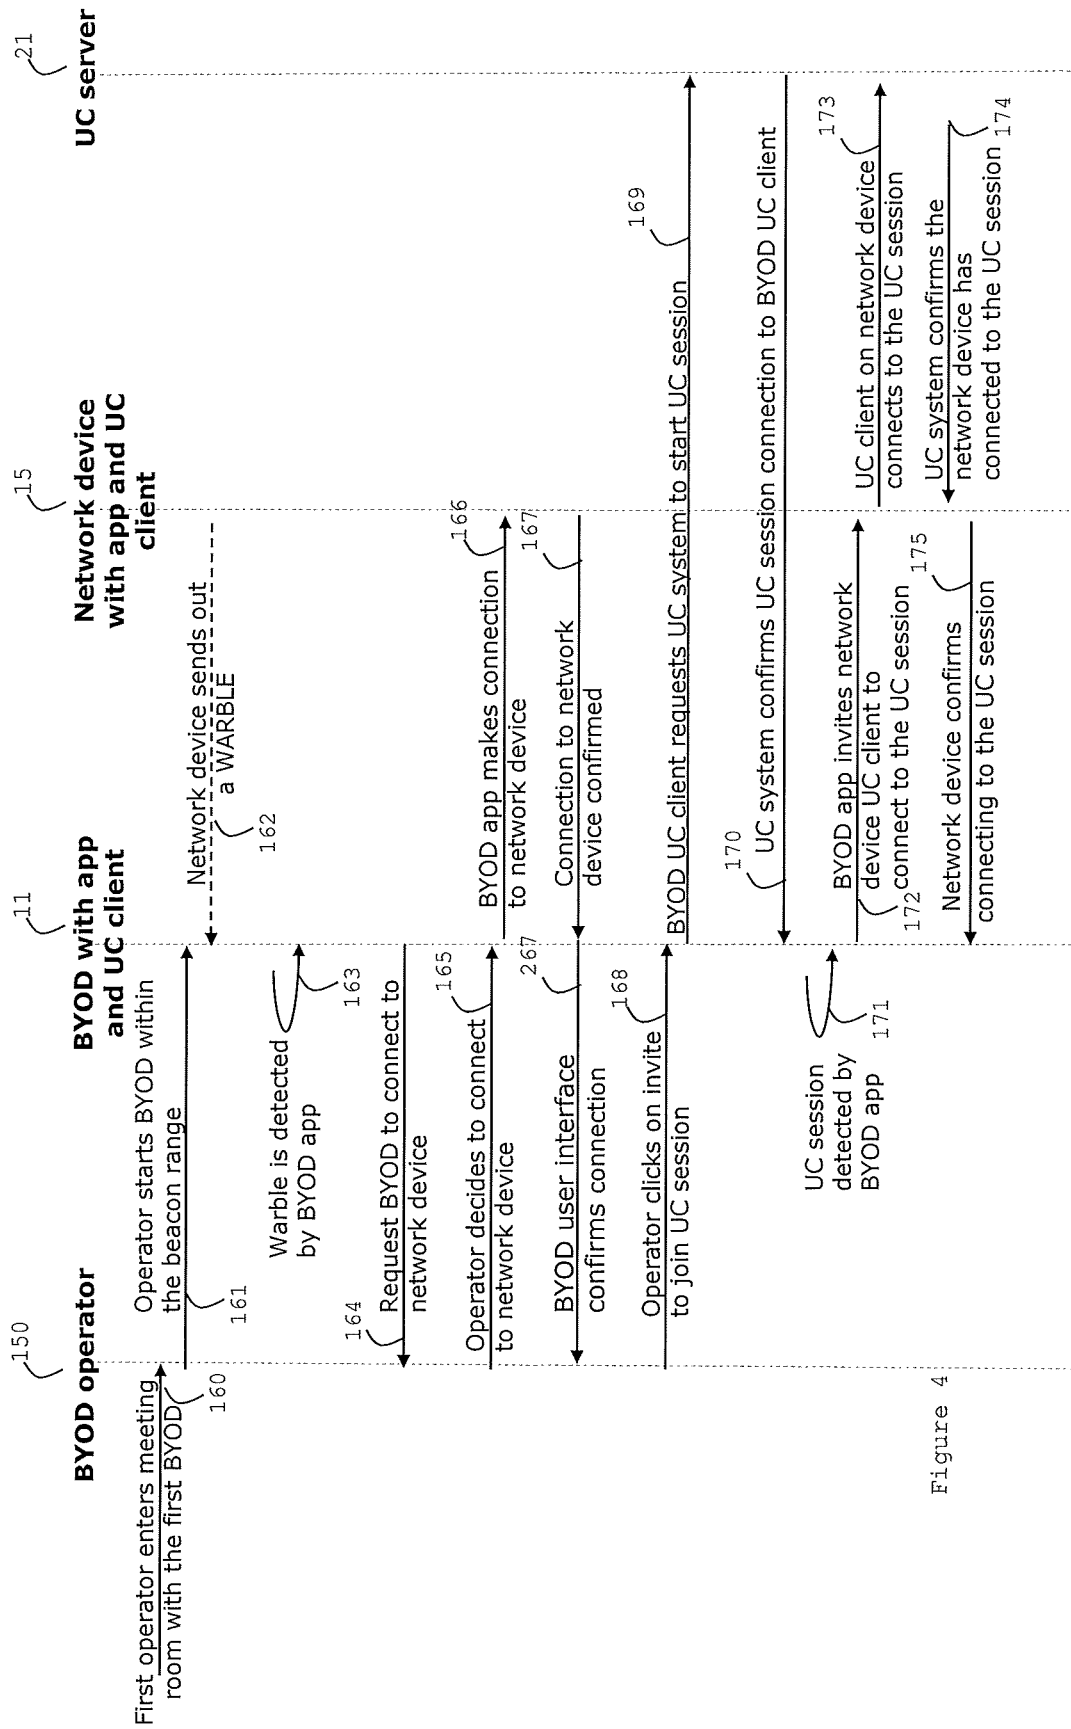 150
BYOD operator
11
BYOD with app
and UC client
15
Network device
with app and UC
client
21
UC server
First operator enters meeting
room with the first BYOD
160
Operator starts BYOD within
the beacon range
161
Network device sends out
a WARBLE
162
Warble is detected
by BYOD app
163
Request BYOD to connect to
network device
164
Operator decides to connect
to network device
165
BYOD app makes connection
to network device
166
Connection to network
device confirmed
167
BYOD user interface
confirms connection
267
Operator clicks on invite
to join UC session
168
BYOD UC client requests UC system to start UC session
169
UC system confirms UC session connection to BYOD UC client
170
UC session
detected by
BYOD app
171
BYOD app invites network
device UC client to
connect to the UC session
172
UC client on network device
connects to the UC session
173
UC system confirms the
network device has
connected to the UC session
174
Network device confirms
connecting to the UC session
175
Figure 4